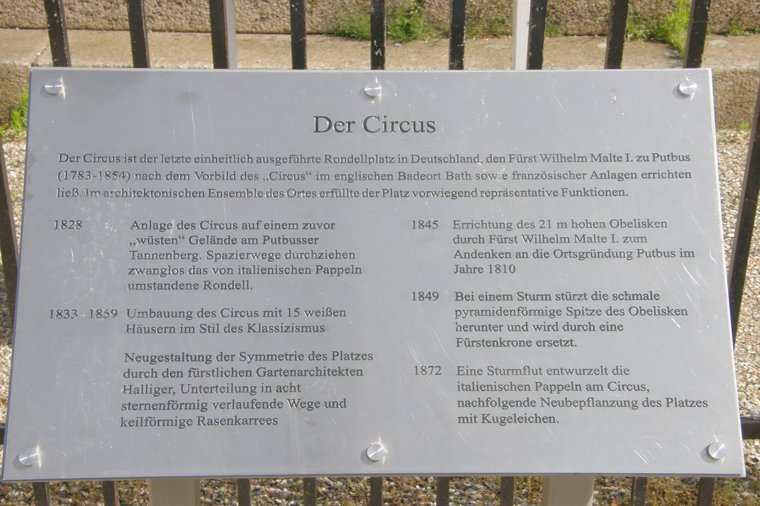 Der Circus
Der Circus ist der letzte einheitlich ausgeführte Rondellplatz in Deutschland, den Fürst Wilhelm Malte I. zu Putbus
(1783-1854) nach dem Vorbild des „Circus“ im englischen Badeort Bath sowie französischer Anlagen errichten
ließ. Im architektonischen Ensemble des Ortes erfüllte der Platz vorwiegend repräsentative Funktionen.
1828 Anlage des Circus auf einem zuvor
„wüsten“ Gelände am Putbusser
Tannenberg. Spazierwege durchziehen
zwanglos das von italienischen Pappeln
umstandene Rondell.
1833 - 1859 Umbauung des Circus mit 15 weißen
Häusern im Stil des Klassizismus
Neugestaltung der Symmetrie des Platzes
durch den fürstlichen Gartenarchitekten
Halliger, Unterteilung in acht
sternenförmig verlaufende Wege und
keilförmige Rasenkarrees
1845 Errichtung des 21 m hohen Obelisken
durch Fürst Wilhelm Malte I. zum
Andenken an die Ortsgründung Putbus im
Jahre 1810
1849 Bei einem Sturm stürzt die schmale
pyramidenförmige Spitze des Obelisken
herunter und wird durch eine
Fürstenkrone ersetzt.
1872 Eine Sturmflut entwurzelt die
italienischen Pappeln am Circus,
nachfolgende Neubepflanzung des Platzes
mit Kugeleichen.